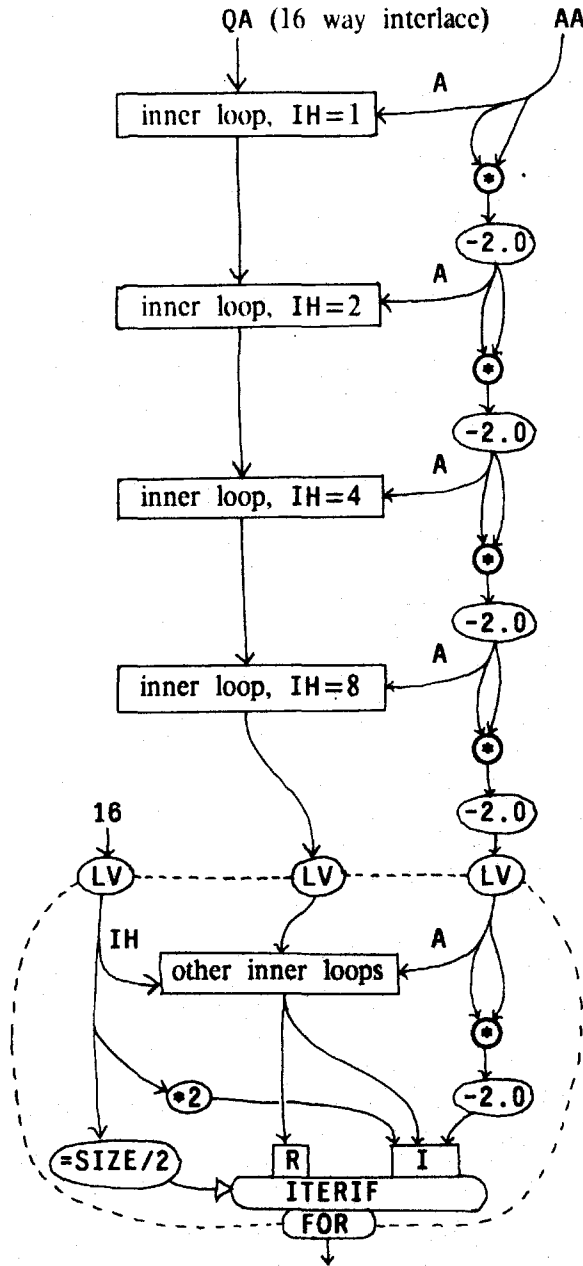 QA (16 way interlace) AA
A
inner loop, IH=1
*
-2.0
A
inner loop, IH=2
*
-2.0
A
inner loop, IH=4
*
-2.0
A
inner loop, IH=8
*
16
-2.0
LV LV LV
IH A
other inner loops
*
*2 -2.0
=SIZE/2 R I
ITERIF
FOR